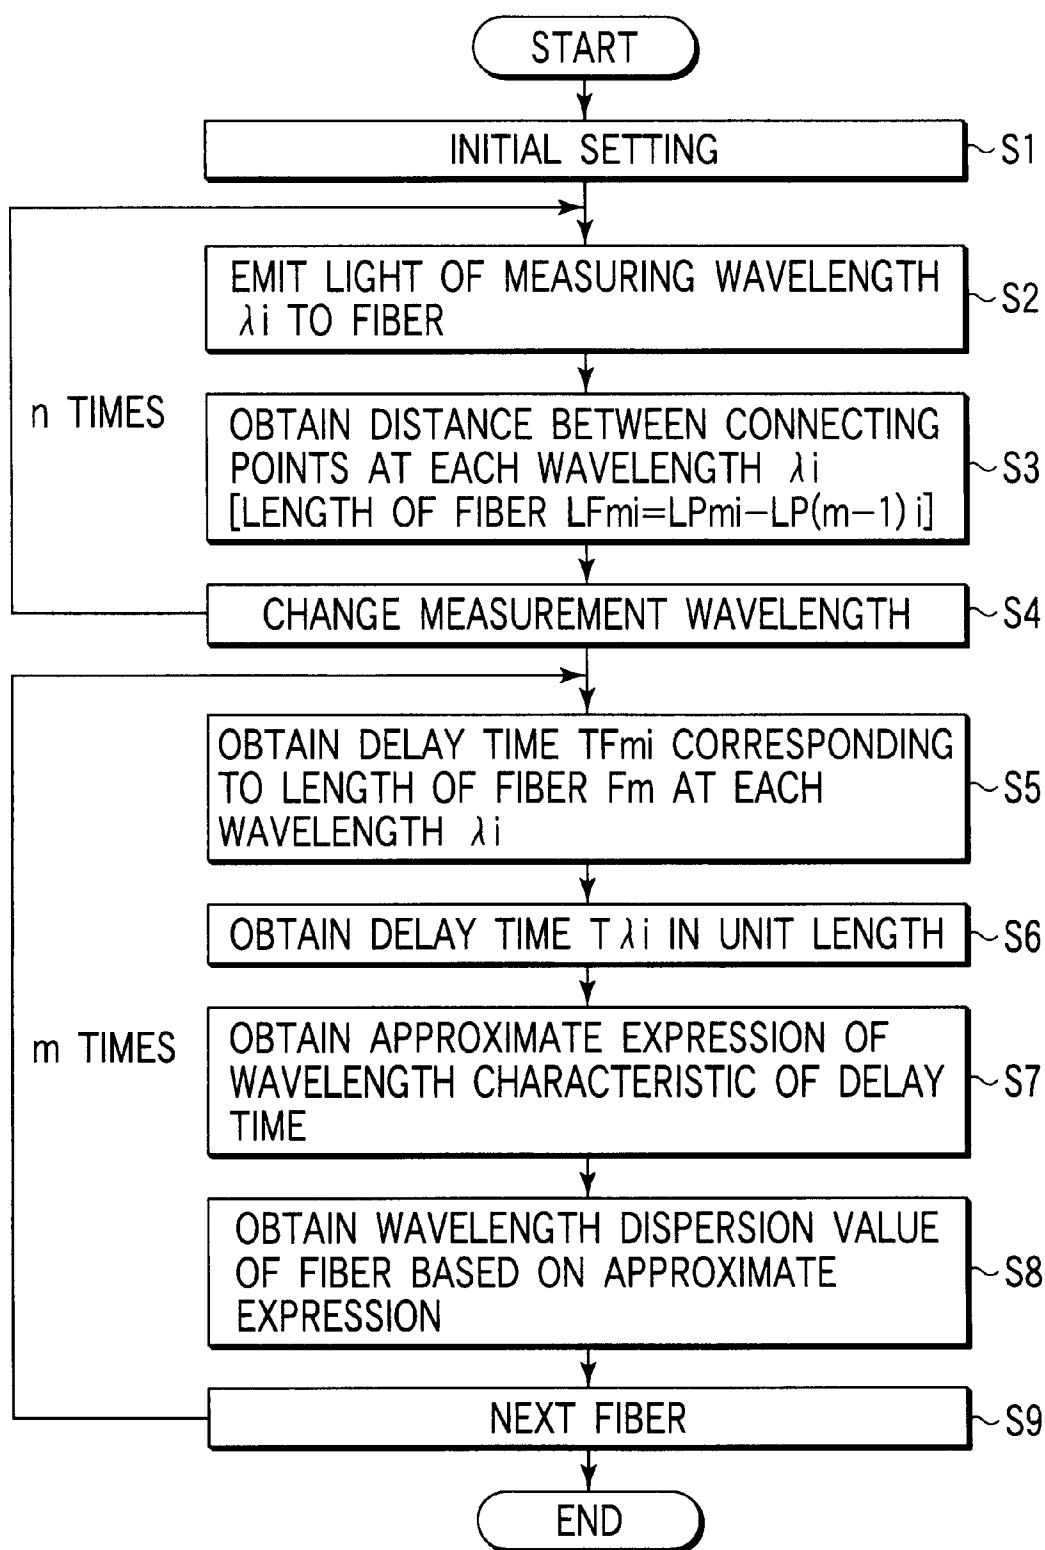 START
INITIAL SETTING
S1
EMIT LIGHT OF MEASURING WAVELENGTH
λi TO FIBER
S2
n TIMES
OBTAIN DISTANCE BETWEEN CONNECTING
POINTS AT EACH WAVELENGTH λi
[LENGTH OF FIBER LFmi=LPmi−LP(m−1)i]
S3
CHANGE MEASUREMENT WAVELENGTH
S4
OBTAIN DELAY TIME TFmi CORRESPONDING
TO LENGTH OF FIBER Fm AT EACH
WAVELENGTH λi
S5
OBTAIN DELAY TIME Tλi IN UNIT LENGTH
S6
m TIMES
OBTAIN APPROXIMATE EXPRESSION OF
WAVELENGTH CHARACTERISTIC OF DELAY
TIME
S7
OBTAIN WAVELENGTH DISPERSION VALUE
OF FIBER BASED ON APPROXIMATE
EXPRESSION
S8
NEXT FIBER
S9
END